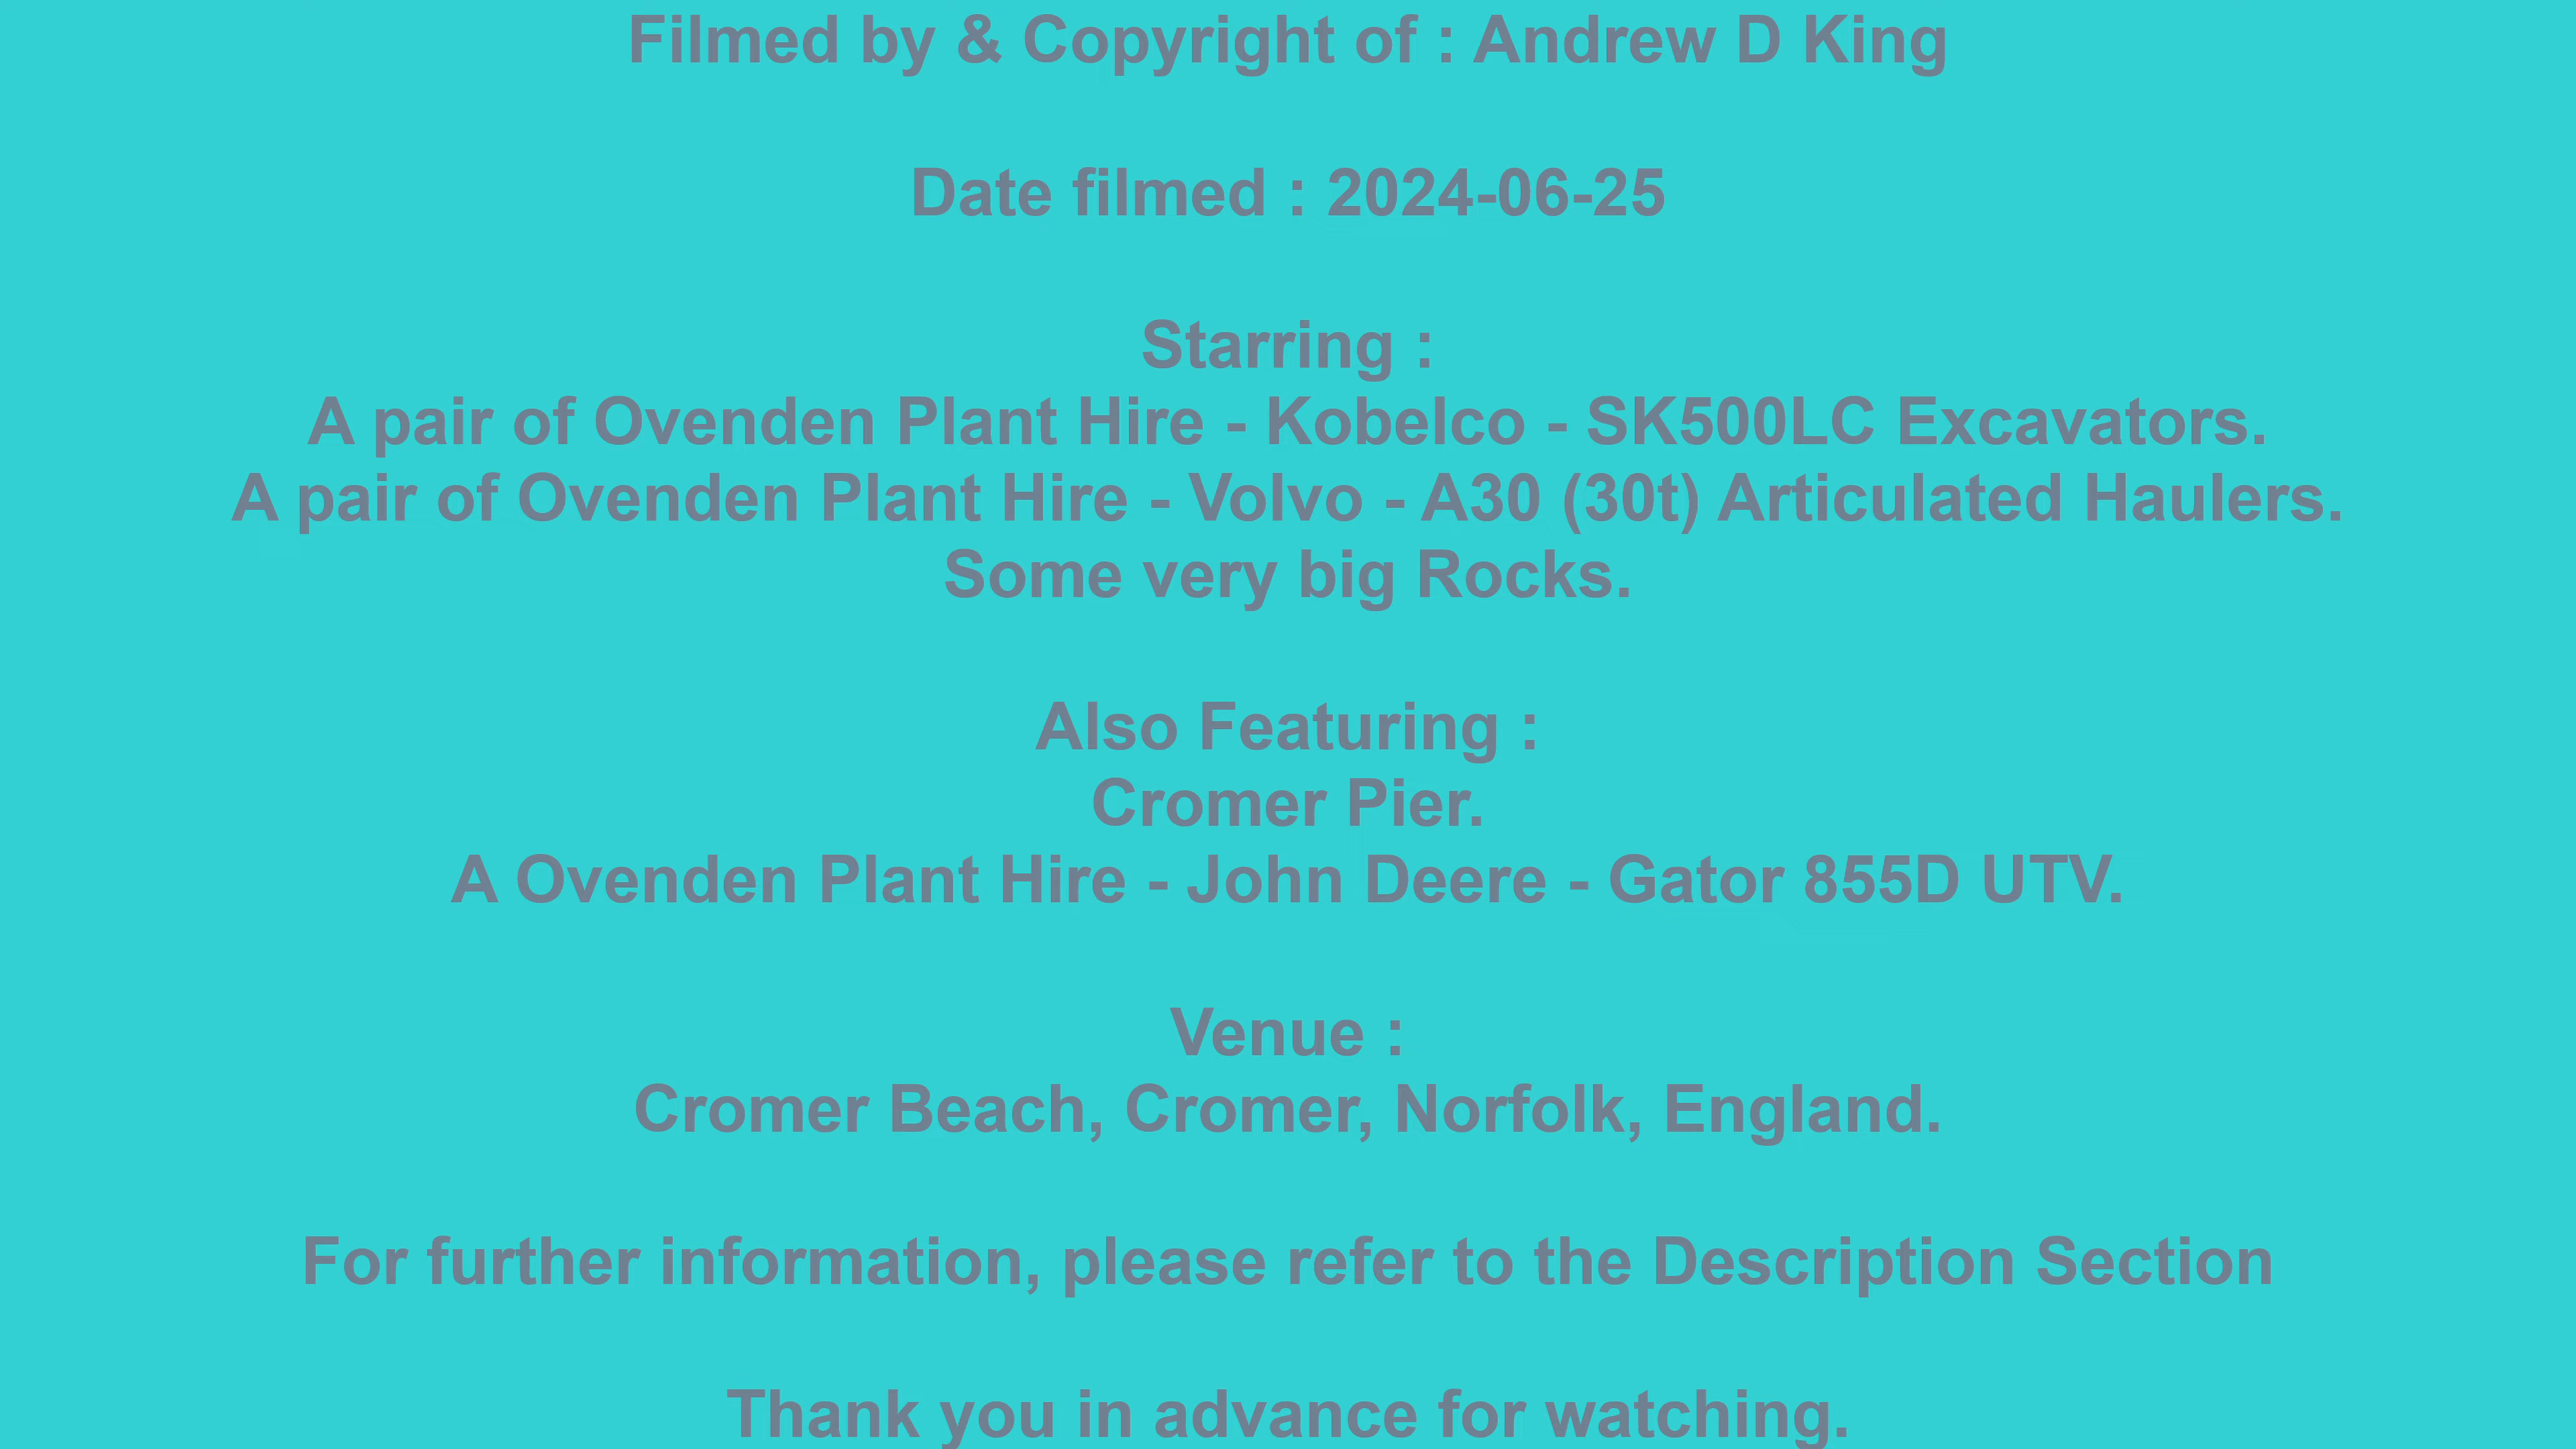 Filmed by & Copyright of : Andrew D King
Date filmed : 2024-06-25
Starring :
A pair of Ovenden Plant Hire - Kobelco - SK500LC Excavators.
A pair of Ovenden Plant Hire - Volvo - A30 (30t) Articulated Haulers.
Some very big Rocks.
Also Featuring :
Cromer Pier.
A Ovenden Plant Hire - John Deere - Gator 855D UTV.
Venue :
Cromer Beach, Cromer, Norfolk, England.
For further information, please refer to the Description Section
Thank you in advance for watching.